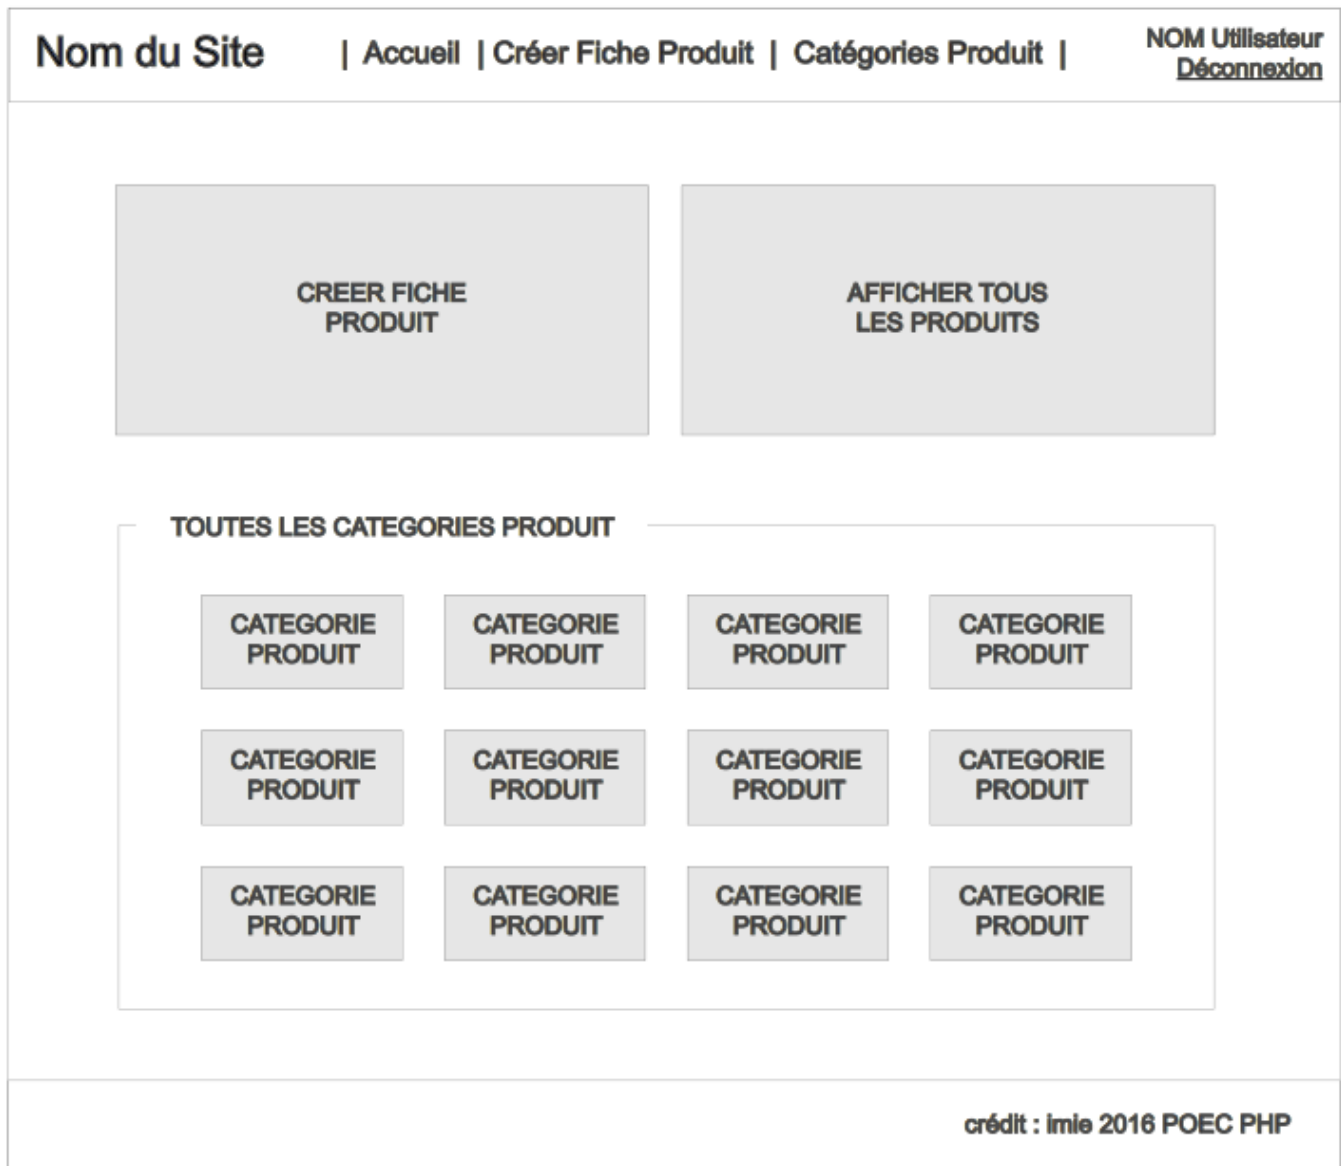 Nom du Site | Accueil | Créer Fiche Produit | Catégories Produit |
NOM Utilisateur
Déconnexion
CREER FICHE
PRODUIT
AFFICHER TOUS
LES PRODUITS
TOUTES LES CATEGORIES PRODUIT
CATEGORIE
PRODUIT
CATEGORIE
PRODUIT
CATEGORIE
PRODUIT
CATEGORIE
PRODUIT
CATEGORIE
PRODUIT
CATEGORIE
PRODUIT
CATEGORIE
PRODUIT
CATEGORIE
PRODUIT
CATEGORIE
PRODUIT
CATEGORIE
PRODUIT
CATEGORIE
PRODUIT
CATEGORIE
PRODUIT
crédit : imie 2016 POEC PHP